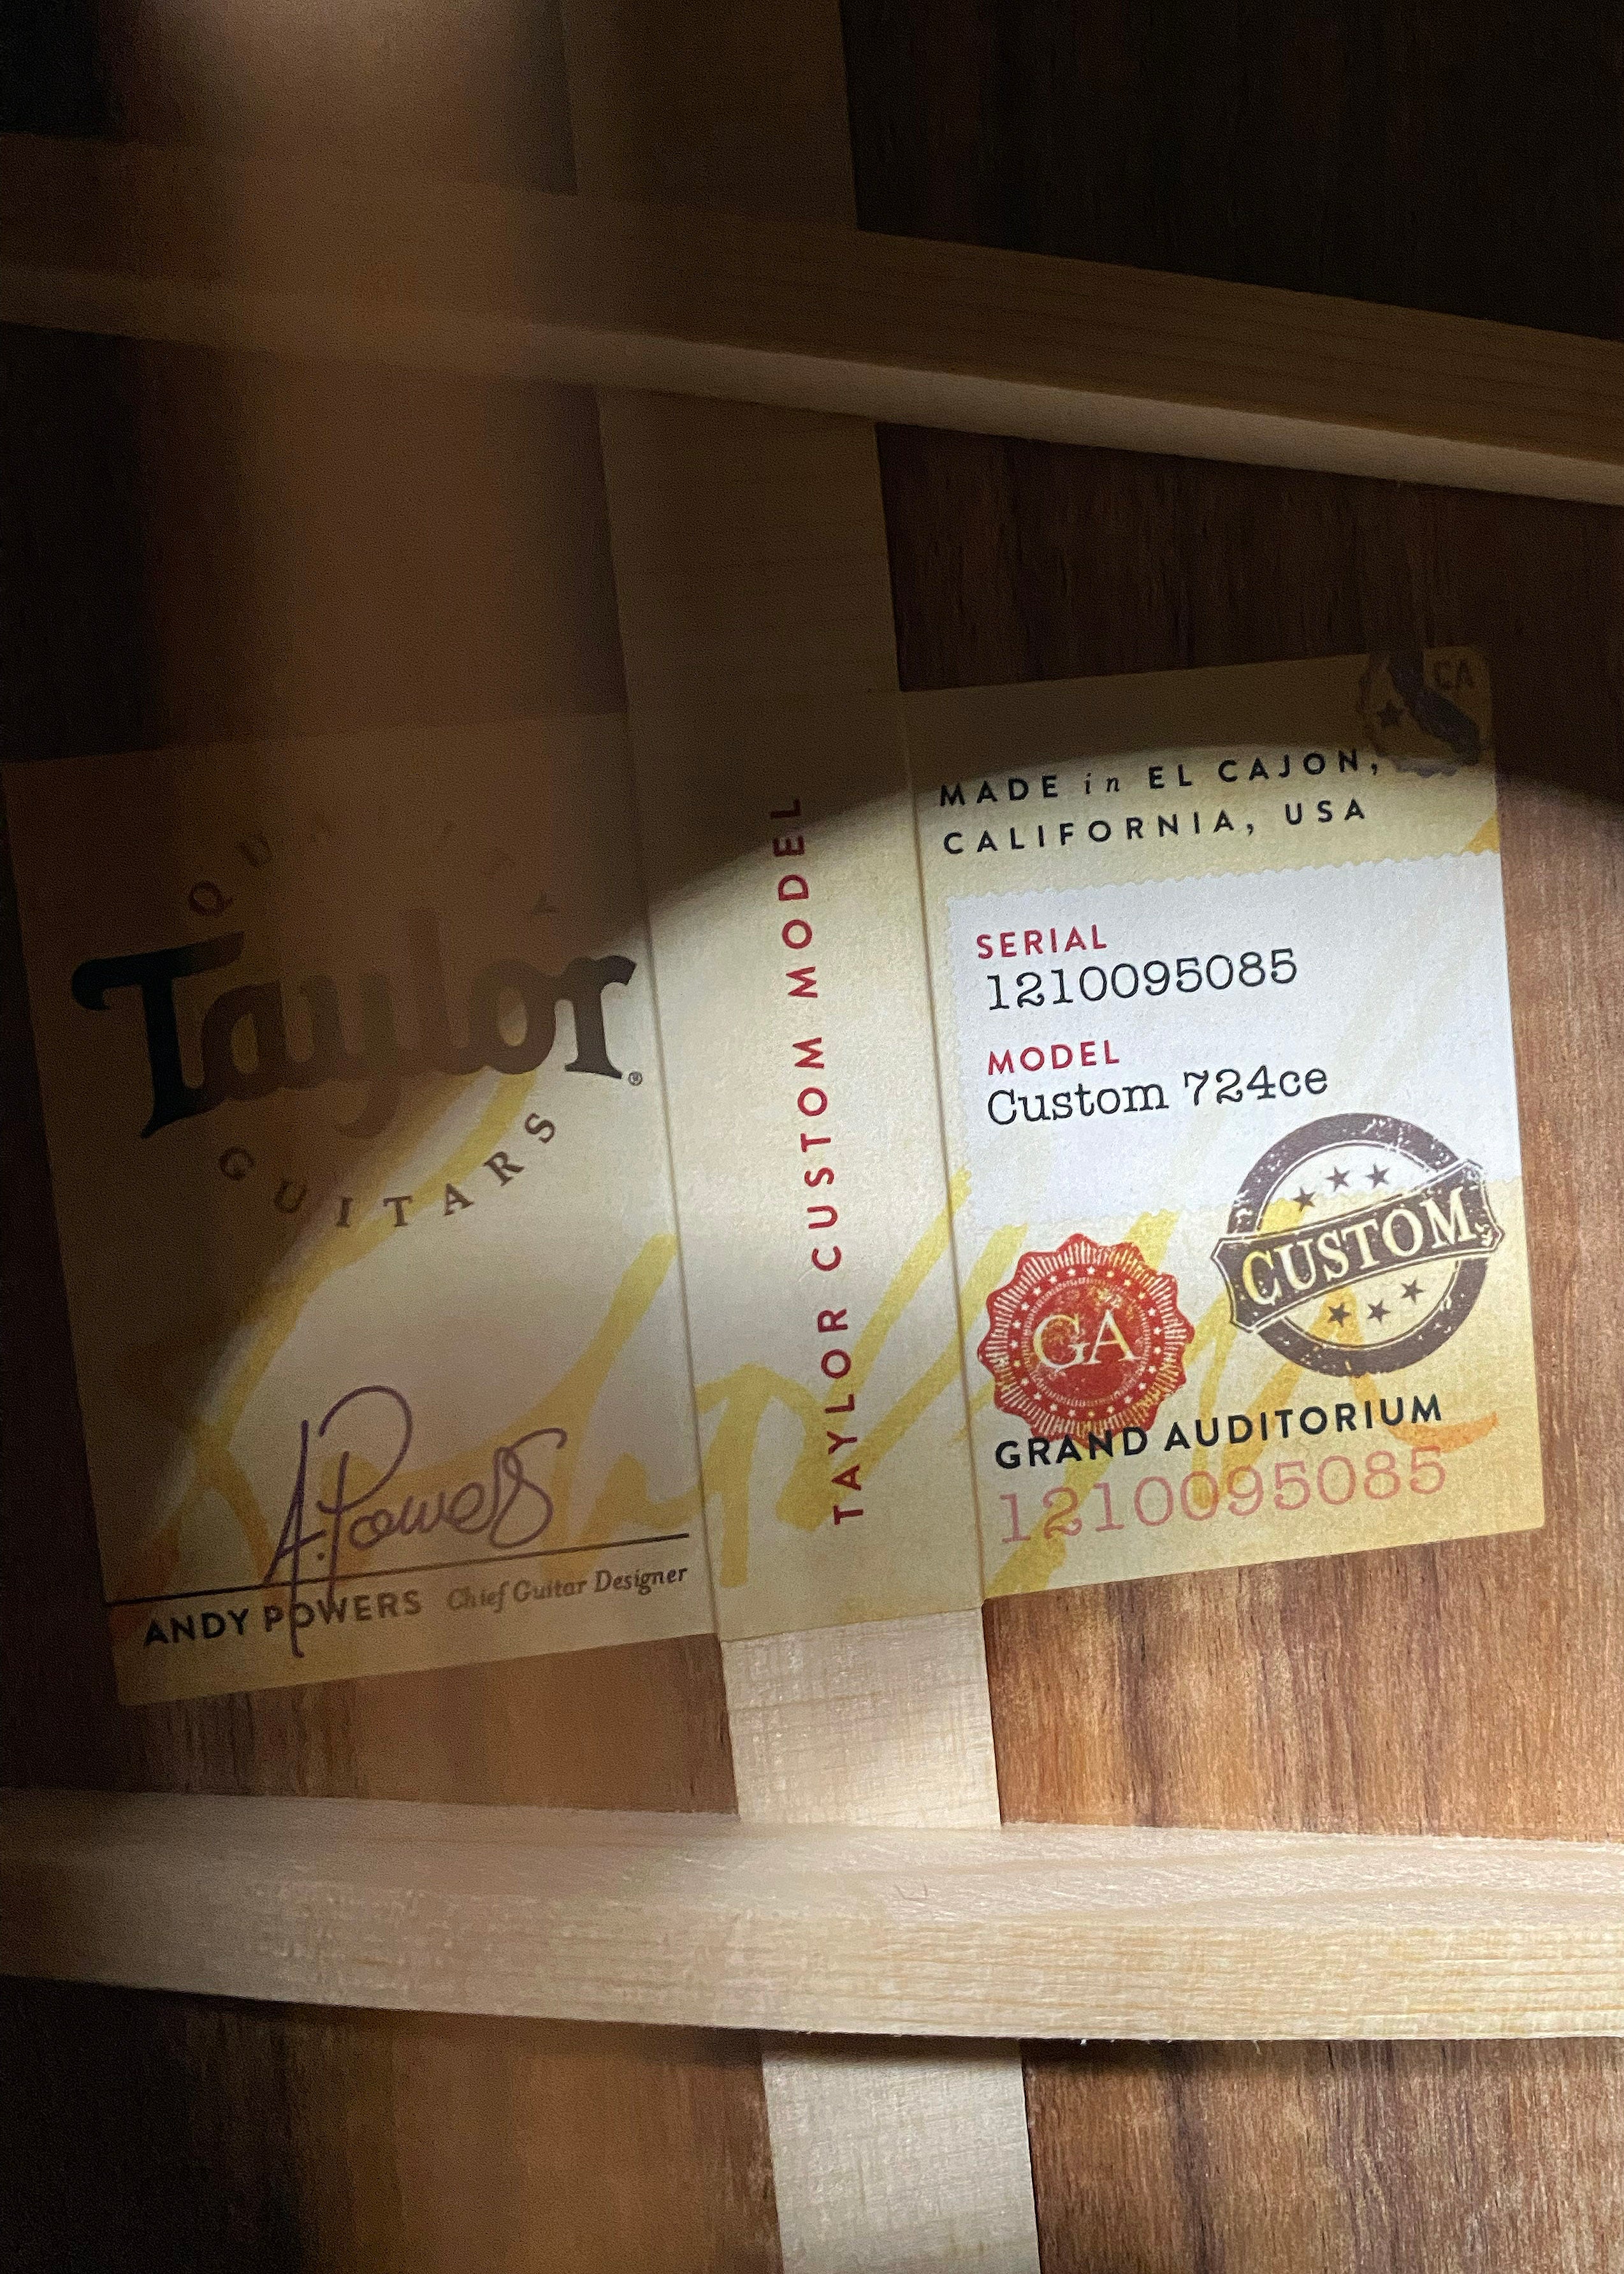 Taylor®
GUITARS
A. Powers
ANDY POWERS Chief Guitar Designer
TAYLOR CUSTOM MODEL
CA
MADE in EL CAJON,
CALIFORNIA, USA
SERIAL
1210095085
MODEL
Custom 724ce
CUSTOM
GA
GRAND AUDITORIUM
1210095085